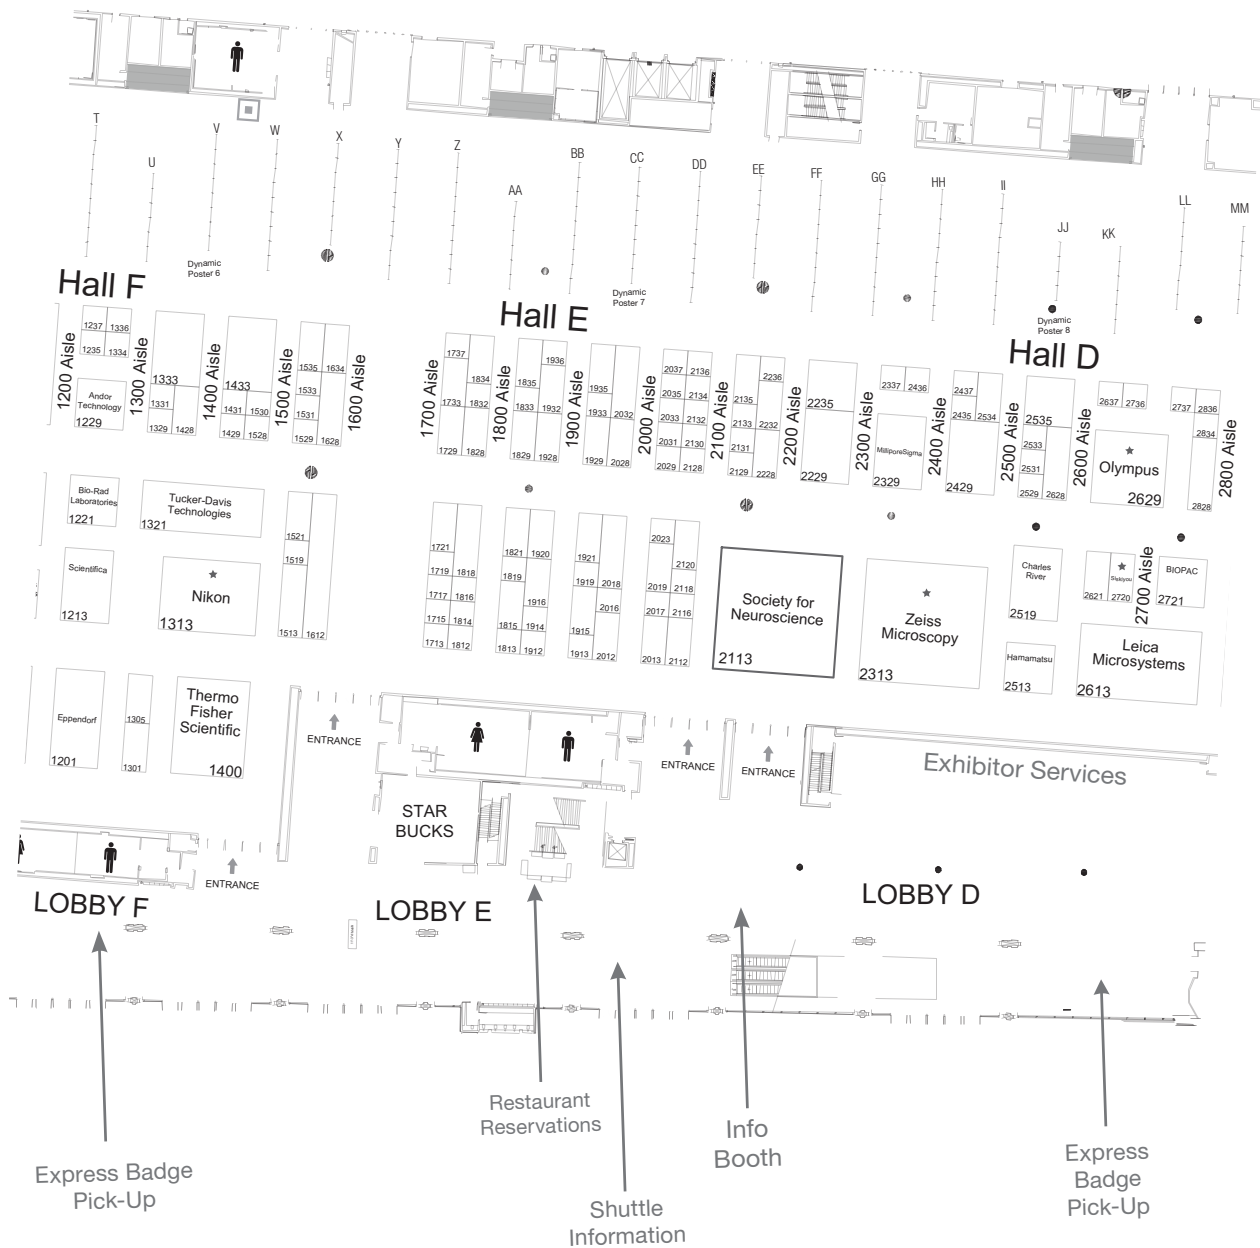 T
V
W
X
Y
Z
BB
CC
DD
EE
FF
GG
HH
II
LL
MM
U
AA
JJ
KK
Dynamic
Poster 6
Dynamic
Poster 7
Dynamic
Poster 8
Hall F
Hall E
Hall D
1200 Aisle
1300 Aisle
1400 Aisle
1500 Aisle
1600 Aisle
1700 Aisle
1800 Aisle
1900 Aisle
2000 Aisle
2100 Aisle
2200 Aisle
2300 Aisle
2400 Aisle
2500 Aisle
2600 Aisle
2800 Aisle
1237 1336
1235 1334
Andor
Technology
1229
1333
1331
1329 1428
1433
1431 1530
1429 1528
1535 1634
1533
1531
1529 1628
1737
1834
1733 1832
1729 1828
1936
1835
1833 1932
1829 1928
1935
1933 2032
1929 2028
2037 2136
2035 2134
2033 2132
2031 2130
2029 2128
2236
2135
2133 2232
2131
2129 2228
2235
2229
2337 2436
MilliporeSigma
2329
2437
2435 2534
2429
2535
2533
2531
2529 2628
2637 2736
Olympus
2629
2737 2836
2834
2828
Bio-Rad
Laboratories
1221
Tucker-Davis
Technologies
1321
Scientifica
1213
Nikon
1313
1521
1519
1513 1612
1721
1719 1818
1717 1816
1715 1814
1713 1812
1821 1920
1819
1916
1815 1914
1813 1912
1921
1919 2018
2016
1915
1913 2012
2023
2120
2019 2118
2017 2116
2013 2112
Society for
Neuroscience
2113
Zeiss
Microscopy
2313
Charles
River
2519
Hamamatsu
2513
Siskiyou
2621 2720
2700 Aisle
BIOPAC
2721
Leica
Microsystems
2613
Eppendorf
1201
1305
1301
Thermo
Fisher
Scientific
1400
ENTRANCE
ENTRANCE
ENTRANCE
Exhibitor Services
STAR
BUCKS
ENTRANCE
LOBBY F
LOBBY E
LOBBY D
Restaurant
Reservations
Info
Booth
Express
Badge
Pick-Up
Express Badge
Pick-Up
Shuttle
Information